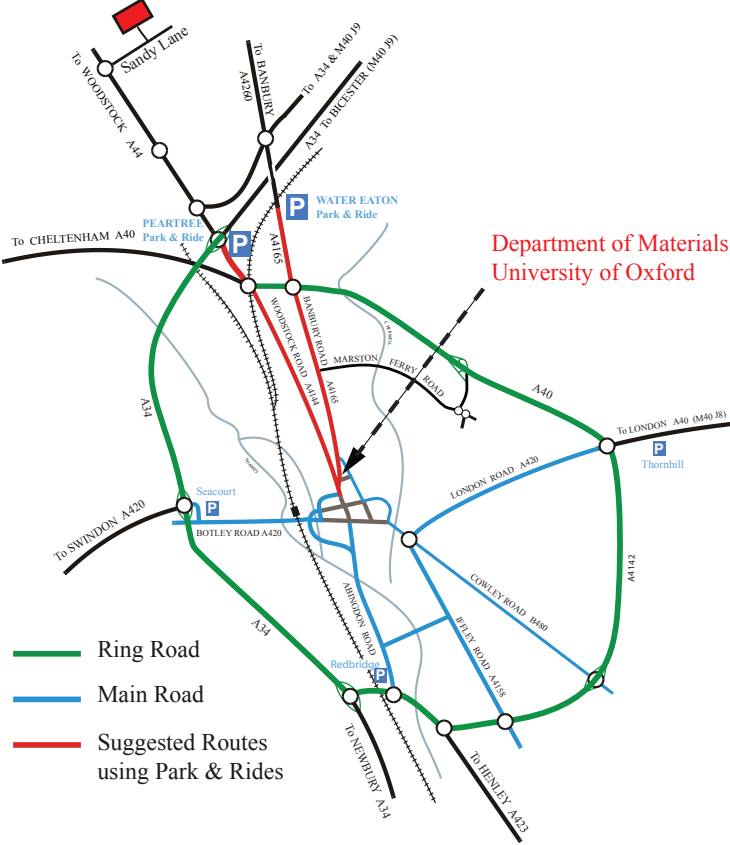 Sandy Lane
To WOODSTOCK A44
To BANBURY
A4260
To A34 & M40 J9
A34 To BICESTER (M40 J9)
P
WATER EATON
Park & Ride
PEARTREE
Park & Ride
P
To CHELTENHAM A40
A4165
Department of Materials
University of Oxford
WOODSTOCK ROAD A4144
BANBURY ROAD A4165
MARSTON FERRY ROAD
A40
A34
To LONDON A40 (M40 J8)
P
Thornhill
LONDON ROAD A420
Seacourt
P
To SWINDON A420
BOTLEY ROAD A420
A4142
COWLEY ROAD B480
ABINGDON ROAD
IFFLEY ROAD A4158
A34
Redbridge
P
Ring Road
Main Road
Suggested Routes
using Park & Rides
To NEWBURY A34
To HENLEY A423